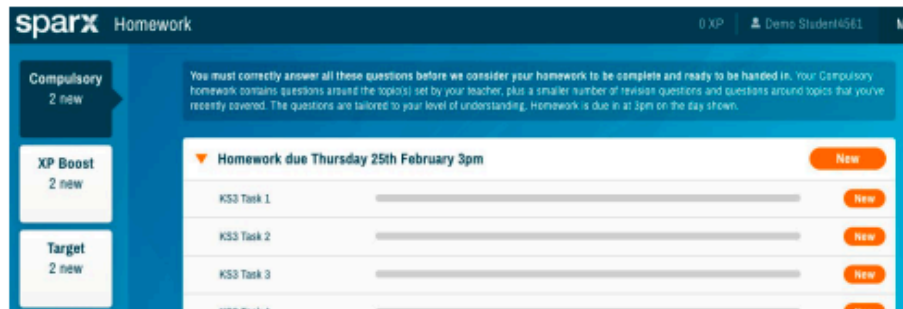 sparx Homework 0 XP Demo Student4561
Compulsory
2 new
You must correctly answer all these questions before we consider your homework to be complete and ready to be handed in. Your Compulsory
homework contains questions around the topic(s) set by your teacher, plus a smaller number of revision questions and questions around topics that you've
recently covered. The questions are tailored to your level of understanding. Homework is due in at 3pm on the day shown.
XP Boost
2 new
Homework due Thursday 25th February 3pm New
KS3 Task 1 New
KS3 Task 2 New
Target
2 new
KS3 Task 3 New